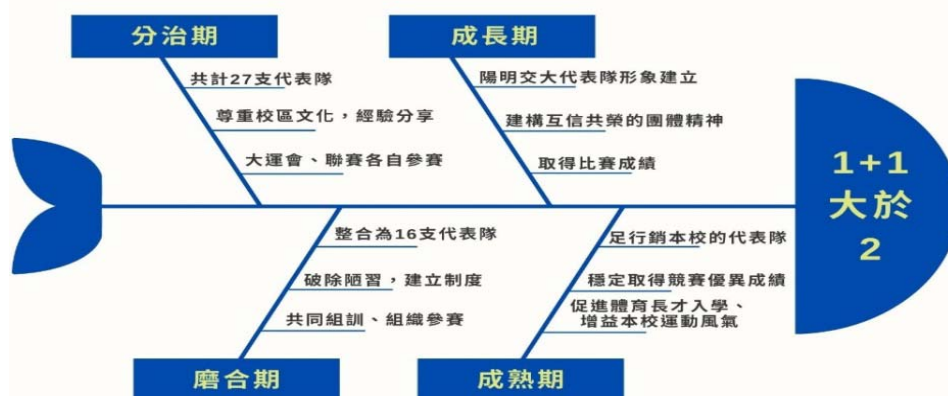 分治期
共計27支代表隊
尊重校區文化，經驗分享
大運會、聯賽各自參賽
成長期
陽明交大代表隊形象建立
建構互信共榮的團體精神
取得比賽成績
整合為16支代表隊
破除陋習，建立制度
共同組訓、組織參賽
磨合期
足行銷本校的代表隊
穩定取得競賽優異成績
促進體育長才入學、
增益本校運動風氣
成熟期
1+1
大於
2